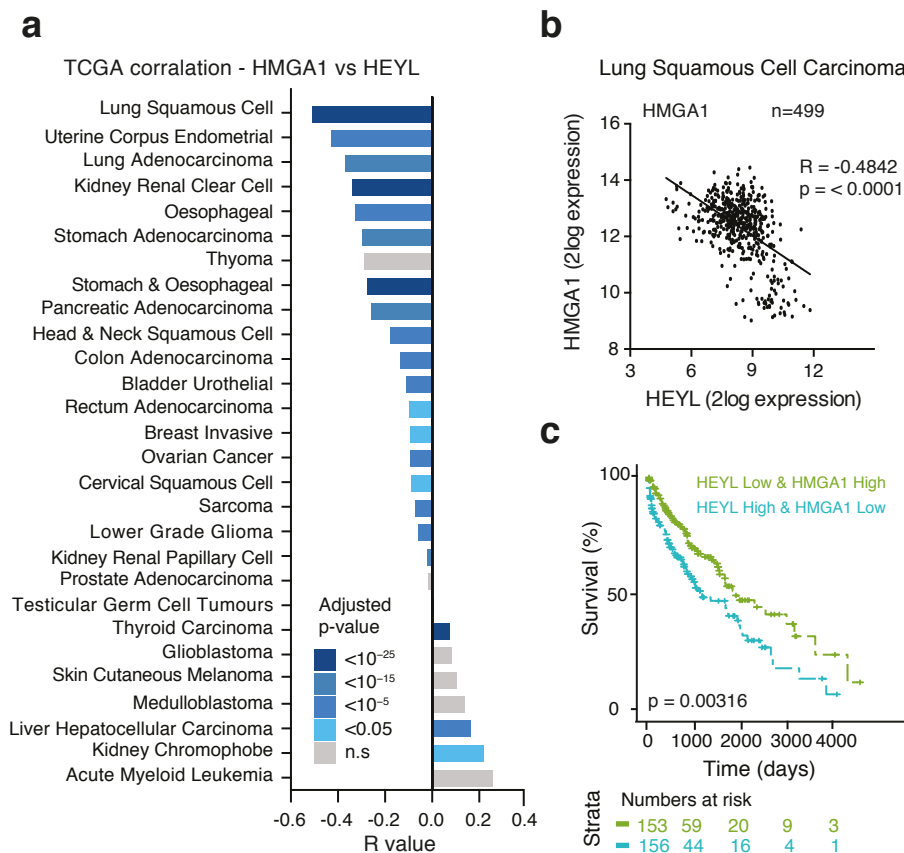 a
TCGA corralation - HMGA1 vs HEYL
Lung Squamous Cell
Uterine Corpus Endometrial
Lung Adenocarcinoma
Kidney Renal Clear Cell
Oesophageal
Stomach Adenocarcinoma
Thyoma
Stomach & Oesophageal
Pancreatic Adenocarcinoma
Head & Neck Squamous Cell
Colon Adenocarcinoma
Bladder Urothelial
Rectum Adenocarcinoma
Breast Invasive
Ovarian Cancer
Cervical Squamous Cell
Sarcoma
Lower Grade Glioma
Kidney Renal Papillary Cell
Prostate Adenocarcinoma
Testicular Germ Cell Tumours
Thyroid Carcinoma
Glioblastoma
Skin Cutaneous Melanoma
Medulloblastoma
Liver Hepatocellular Carcinoma
Kidney Chromophobe
Acute Myeloid Leukemia
Adjusted
p-value
<10⁻²⁵
<10⁻¹⁵
<10⁻⁵
<0.05
n.s
-0.6 -0.4 -0.2 0.0 0.2 0.4
R value
b
Lung Squamous Cell Carcinoma
HMGA1 n=499
R = -0.4842
p = < 0.0001
HMGA1 (2log expression)
16
14
12
10
8
3 6 9 12
HEYL (2log expression)
c
HEYL Low & HMGA1 High
HEYL High & HMGA1 Low
Survival (%)
100
50
0
p = 0.00316
0 1000 2000 3000 4000
Time (days)
Strata
Numbers at risk
153 59 20 9 3
156 44 16 4 1